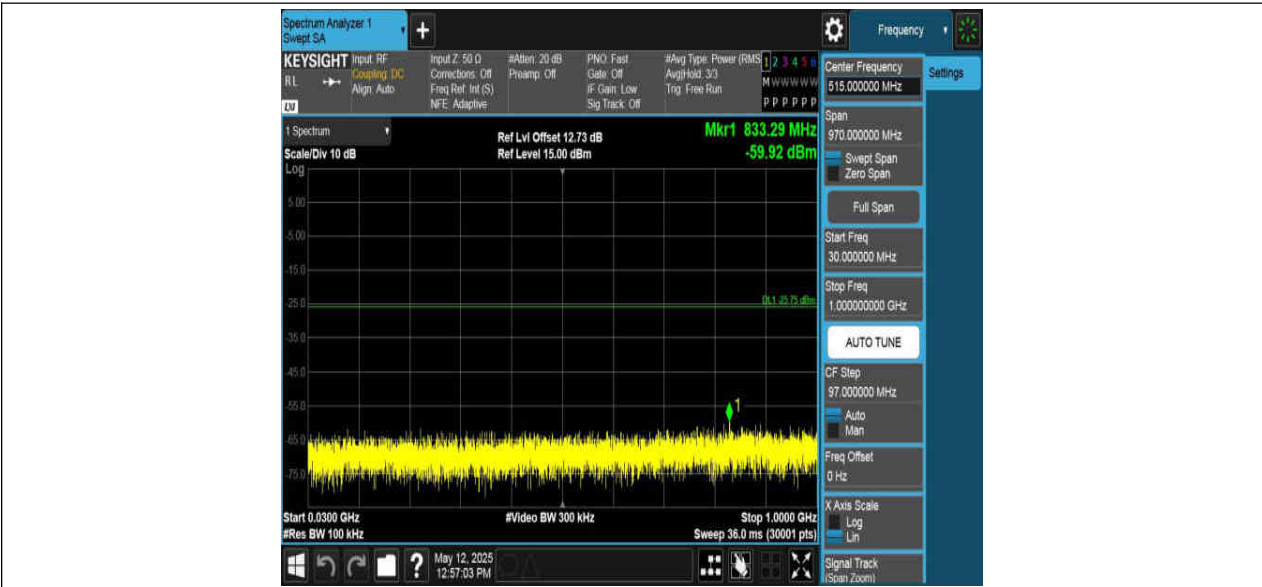 Spectrum Analyzer 1
Swept SA
+
Frequency
KEYSIGHT
RL
LXI
Input: RF
Coupling: DC
Align: Auto
Input Z: 50 Ω
Corrections: Off
Freq Ref: Int (S)
NFE: Adaptive
#Atten: 20 dB
Preamp: Off
PNO: Fast
Gate: Off
IF Gain: Low
Sig Track: Off
#Avg Type: Power (RMS
Avg|Hold: 3/3
Trig: Free Run
1 2 3 4 5 6
M W W W W W
P P P P P P
1 Spectrum
Scale/Div 10 dB
Log
Ref Lvl Offset 12.73 dB
Ref Level 15.00 dBm
Mkr1 833.29 MHz
-59.92 dBm
5.00
-5.00
-15.0
-25.0
DL1 -25.75 dBm
-35.0
-45.0
-55.0
1
-65.0
-75.0
Start 0.0300 GHz
#Res BW 100 kHz
#Video BW 300 kHz
Stop 1.0000 GHz
Sweep 36.0 ms (30001 pts)
Center Frequency
515.000000 MHz
Settings
Span
970.000000 MHz
Swept Span
Zero Span
Full Span
Start Freq
30.000000 MHz
Stop Freq
1.000000000 GHz
AUTO TUNE
CF Step
97.000000 MHz
Auto
Man
Freq Offset
0 Hz
X Axis Scale
Log
Lin
Signal Track
(Span Zoom)
?
May 12, 2025
12:57:03 PM